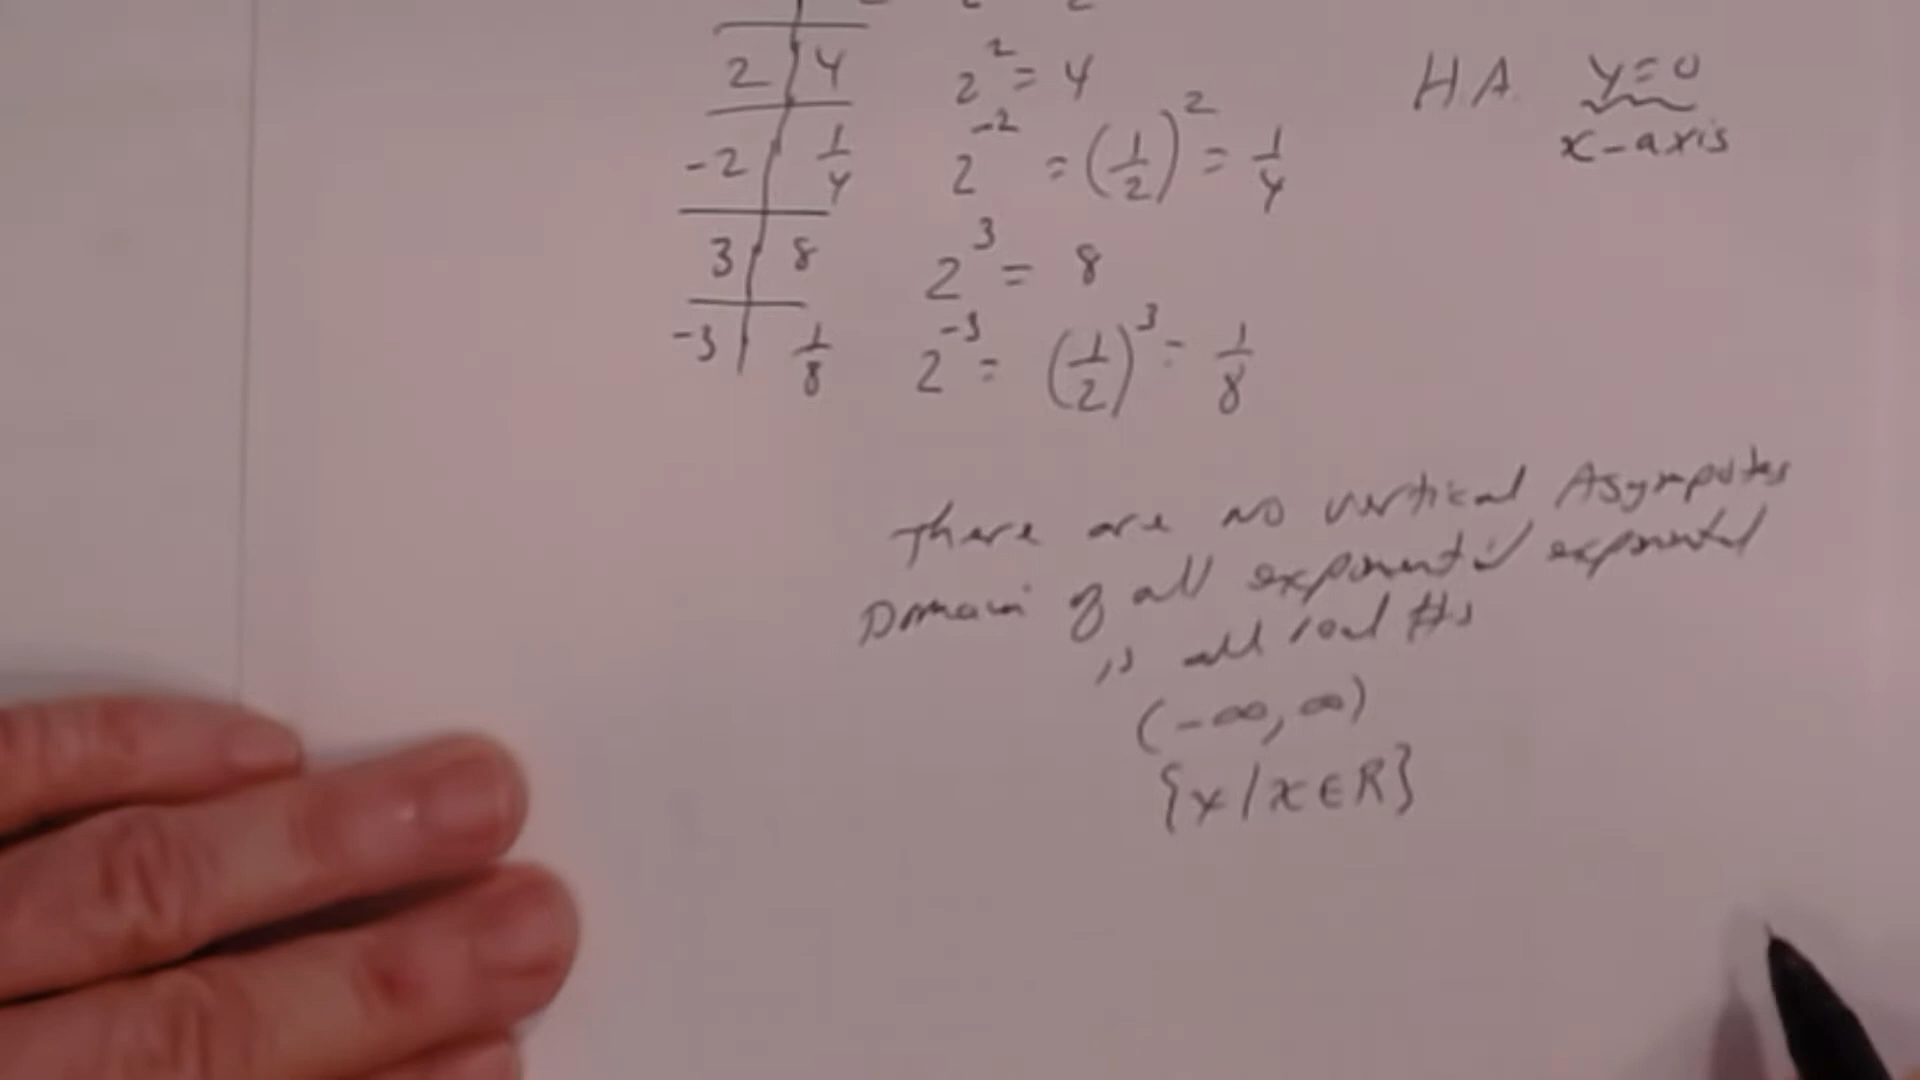 2 4 2^2 = 4 H.A. y=0
x-axis
-2 1/4 2^-2 = (1/2)^2 = 1/4
3 8 2^3 = 8
-3 1/8 2^-3 = (1/2)^3 = 1/8
There are no vertical Asymptotes
Domain of all exponential exponential
is all real #s
(-∞, ∞)
{x/x∈R}